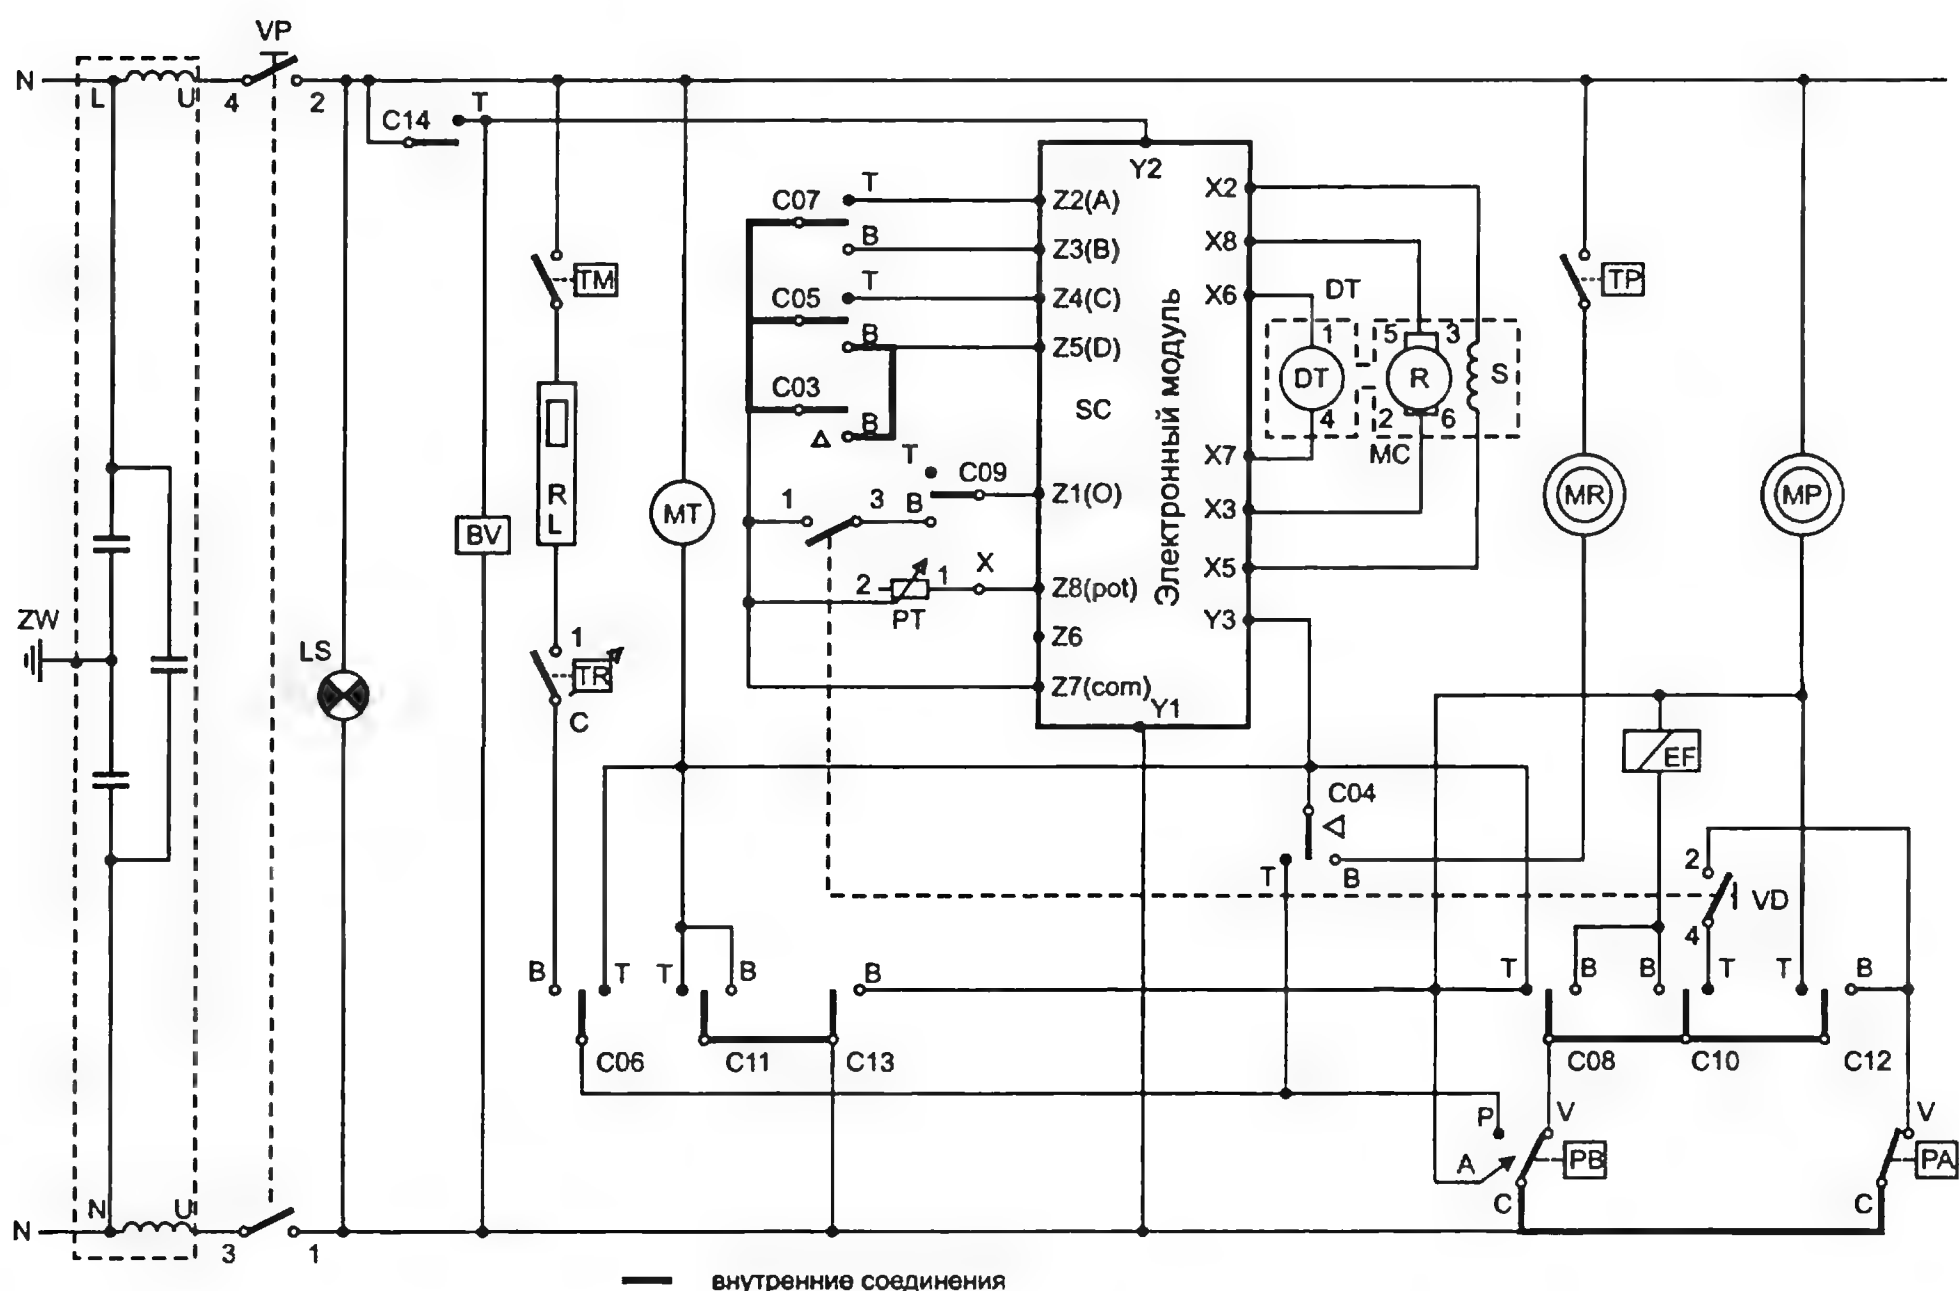 VP
N
L
U
4
2
T
C14
Y2
X2
T
C07
Z2(A)
B
Z3(B)
X8
T
TM
C05
Z4(C)
X6
DT
TP
B
Z5(D)
1
5
3
C03
DT
R
S
B
SC
4
2
6
T
C09
X7
MC
R
L
1
3
B
Z1(O)
MT
BV
MR
MP
X3
Электронный модуль
2
1
X
Z8(pot)
X5
PT
ZW
Z6
Y3
1
LS
TR
C
Z7(com)
Y1
EF
C04
2
T
B
VD
4
B
T
T
B
B
T
B
B
T
T
B
C06
C11
C13
C08
C10
C12
P
V
V
A
PB
PA
C
C
N
U
N
3
1
внутренние соединения